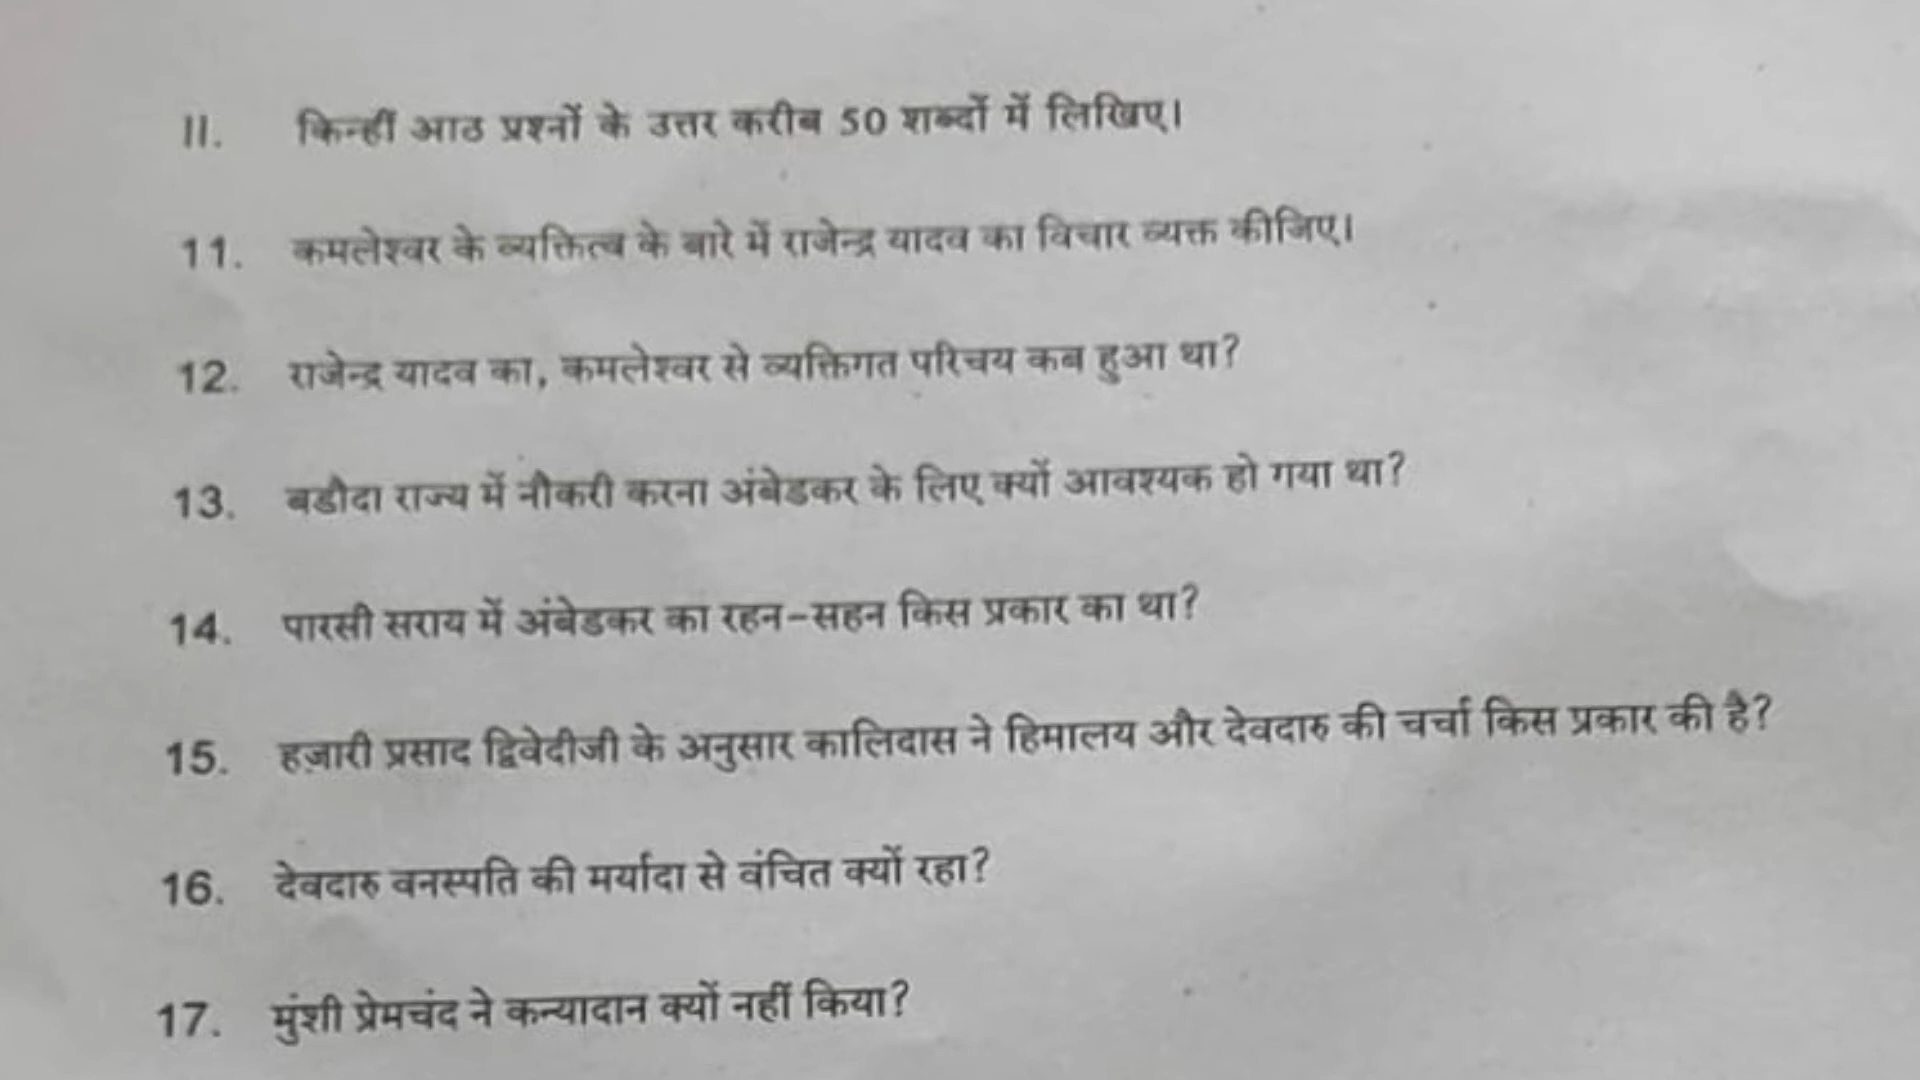 II. किन्हीं आठ प्रश्नों के उत्तर करीब 50 शब्दों में लिखिए।
11. कमलेश्वर के व्यक्तित्व के बारे में राजेन्द्र यादव का विचार व्यक्त कीजिए।
12. राजेन्द्र यादव का, कमलेश्वर से व्यक्तिगत परिचय कब हुआ था?
13. बडौदा राज्य में नौकरी करना अंबेडकर के लिए क्यों आवश्यक हो गया था?
14. पारसी सराय में अंबेडकर का रहन-सहन किस प्रकार का था?
15. हज़ारी प्रसाद द्विवेदीजी के अनुसार कालिदास ने हिमालय और देवदारु की चर्चा किस प्रकार की है?
16. देवदारु वनस्पति की मर्यादा से वंचित क्यों रहा?
17. मुंशी प्रेमचंद ने कन्यादान क्यों नहीं किया?